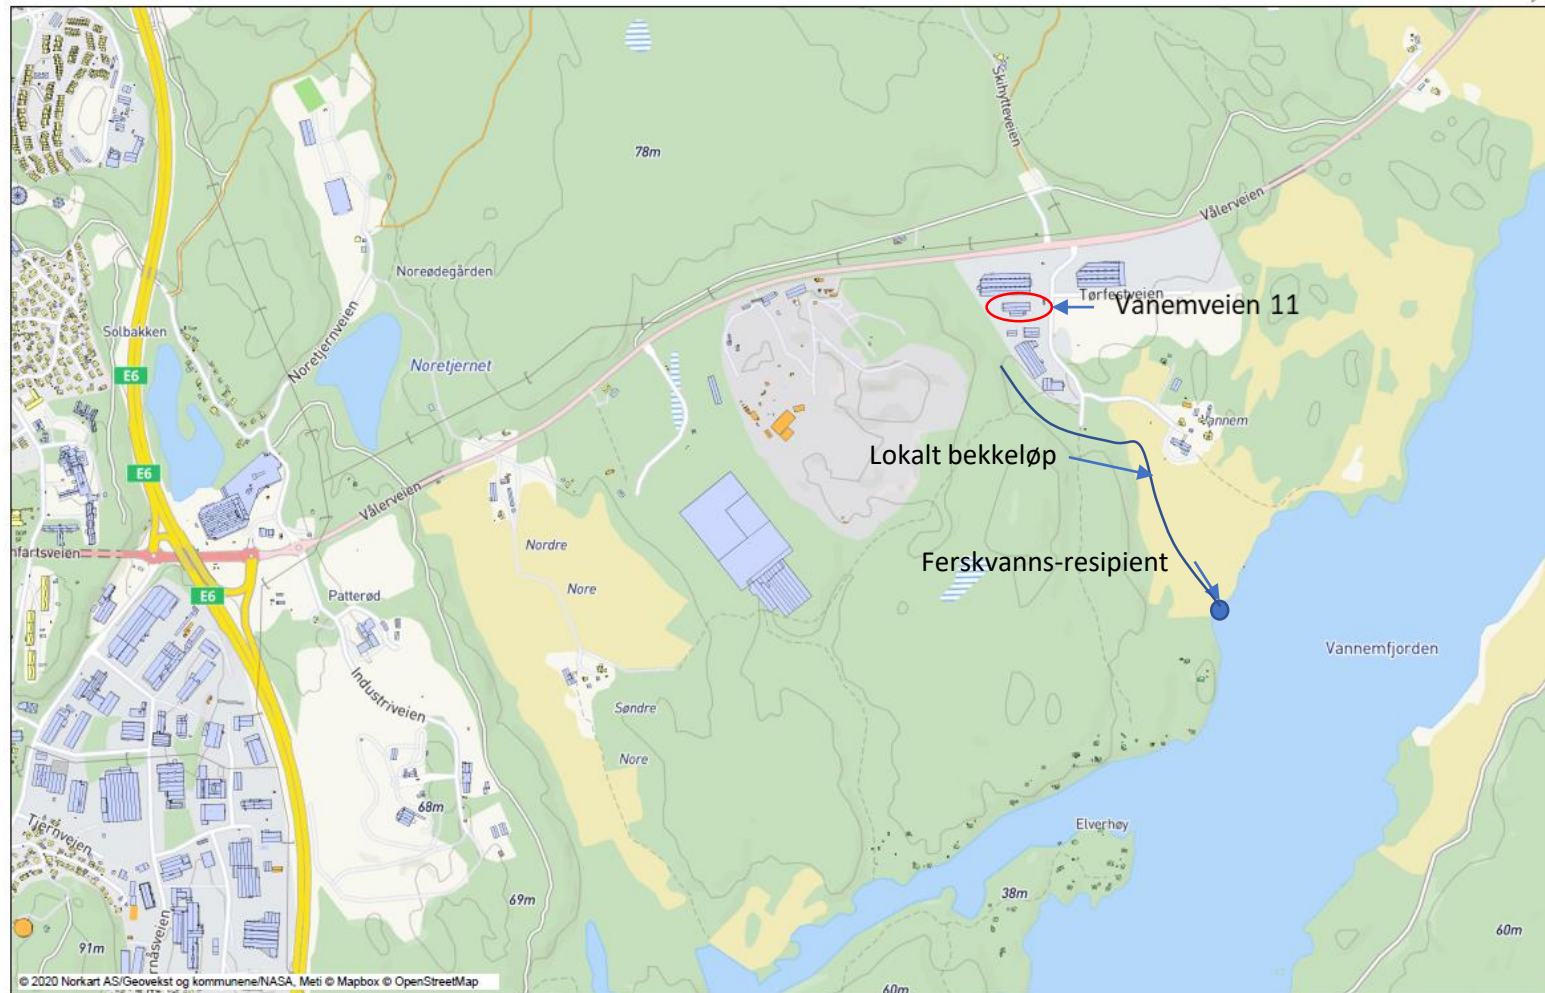 78m
Skihytteveien
Vålerveien
Noreødegården
Tørfestveien
Vanemveien 11
Solbakken
Noretjernveien
Noretjernet
E6
Vannem
Lokalt bekkeløp
E6
Vålerveien
nfartsveien
Nordre
Ferskvanns-resipient
Nore
E6
Patterød
Vannemfjorden
Industriveien
Søndre
Nore
68m
Tjernveien
Elverhøy
69m
38m
91m
rnåsveien
60m
60m
© 2020 Norkart AS/Geovekst og kommunene/NASA, Meti © Mapbox © OpenStreetMap